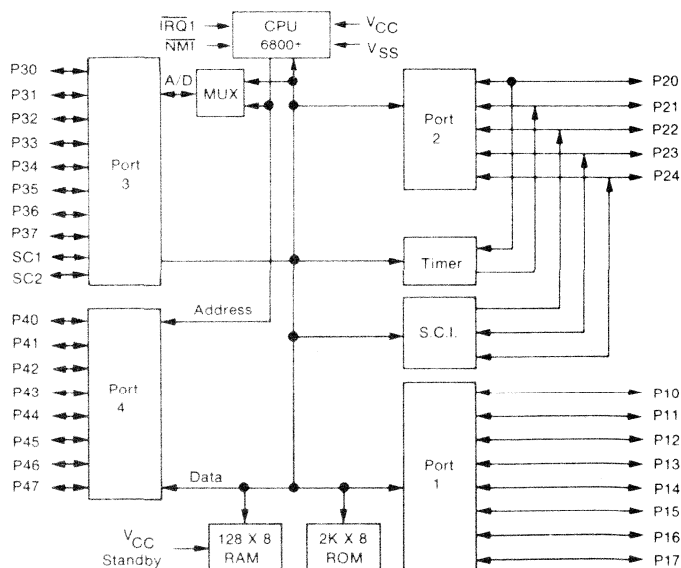 IRQ1
CPU
VCC
NMI
6800+
VSS
P30
A/D
MUX
P20
P31
P21
P32
Port
2
P22
P33
P23
P34
Port
3
P24
P35
P36
P37
SC1
Timer
SC2
Address
P40
S.C.I.
P41
P42
P43
Port
4
P10
P44
P11
P45
P12
P46
Port
1
P13
P47
Data
P14
P15
VCC
Standby
128 X 8
RAM
2K X 8
ROM
P16
P17